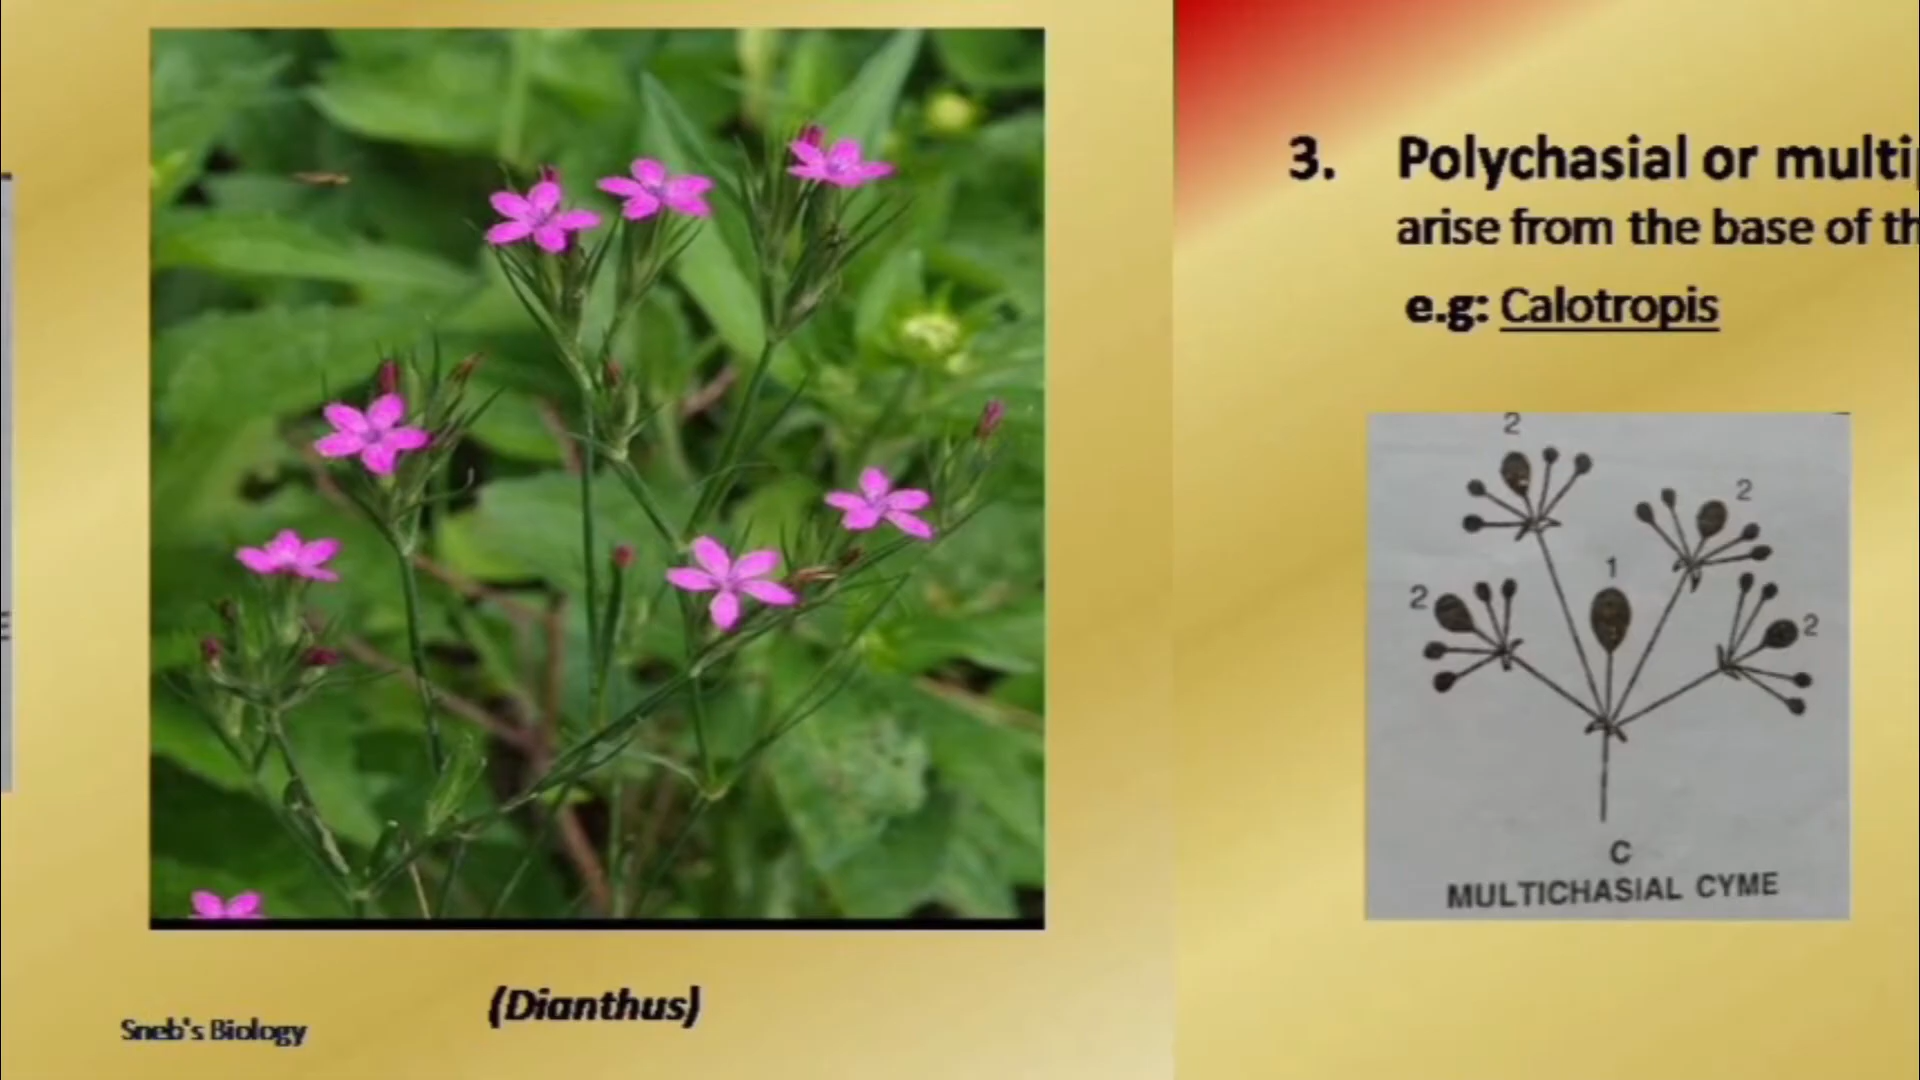 (Dianthus)
Sneb's Biology
3. Polychasial or multip
arise from the base of th
e.g: Calotropis
2
2
1
2
2
C
MULTICHASIAL CYME